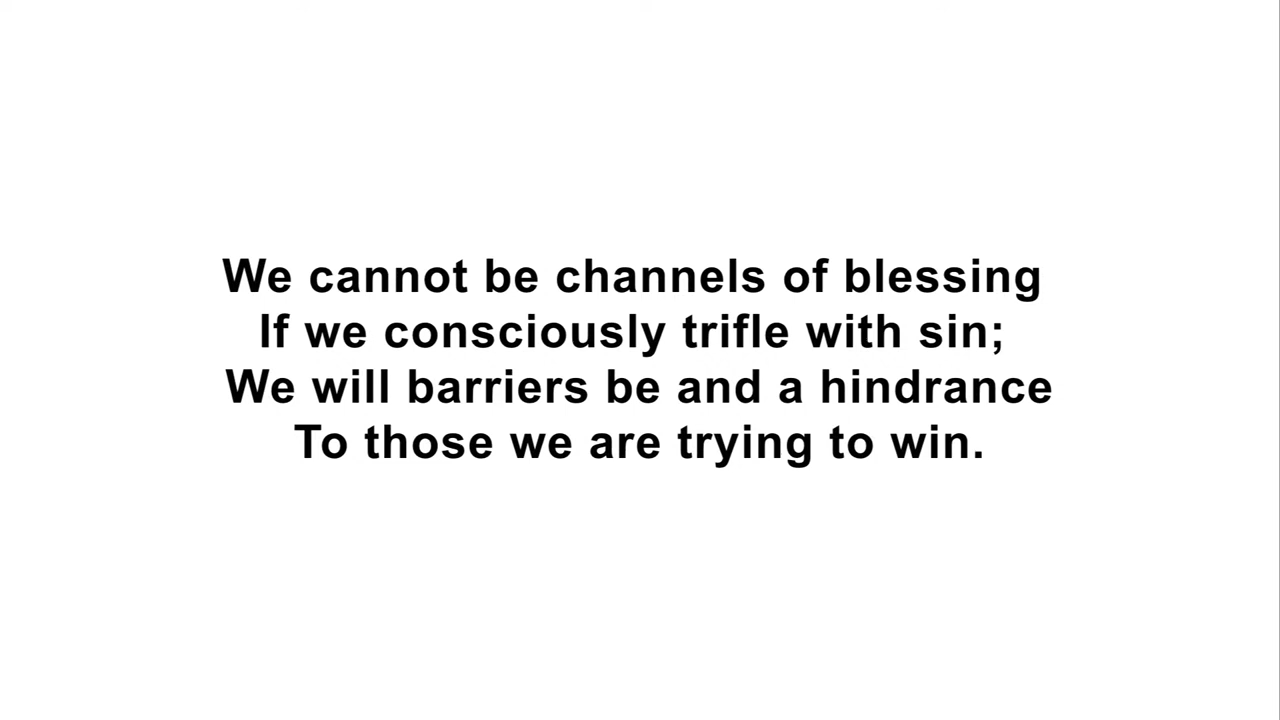 We cannot be channels of blessing
If we consciously trifle with sin;
We will barriers be and a hindrance
To those we are trying to win.